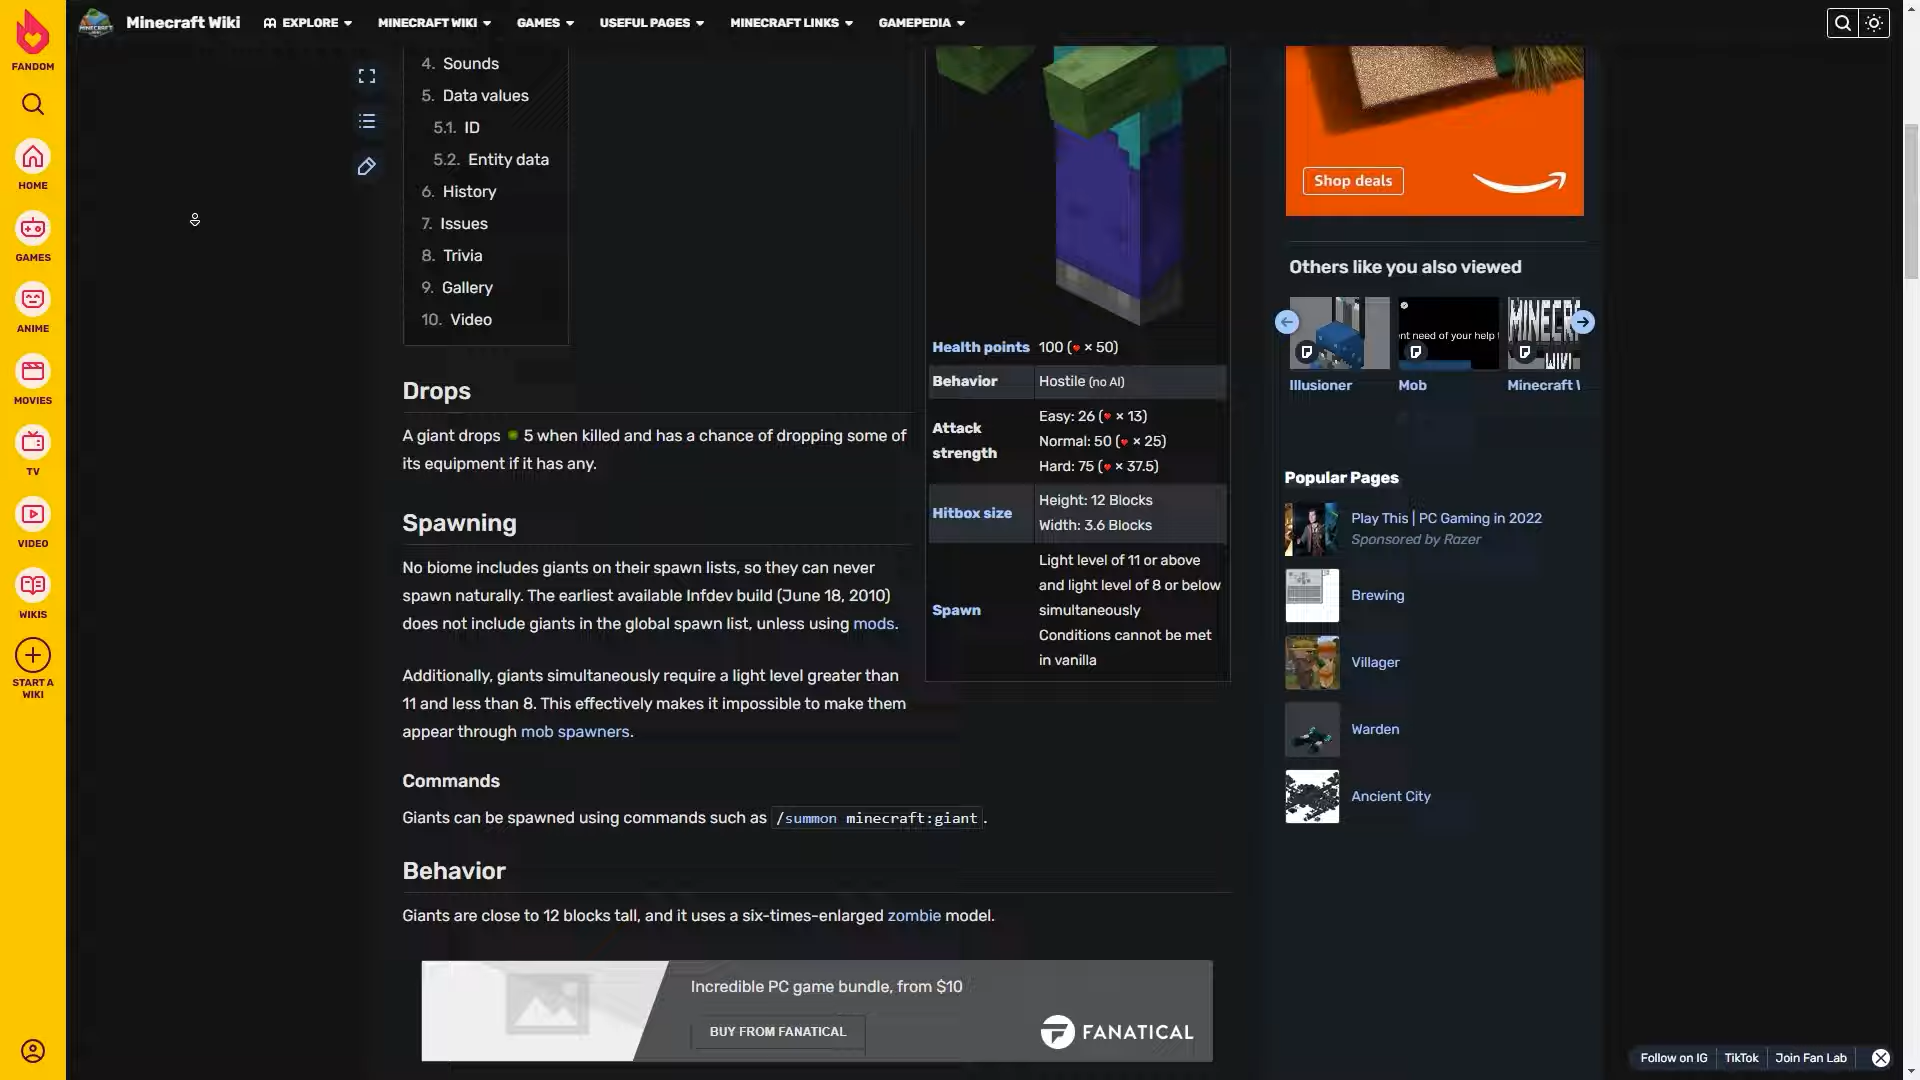 FANDOM
HOME
GAMES
ANIME
MOVIES
TV
VIDEO
WIKIS
START A
WIKI
Minecraft Wiki
EXPLORE
MINECRAFT WIKI
GAMES
USEFUL PAGES
MINECRAFT LINKS
GAMEPEDIA
4. Sounds
5. Data values
5.1. ID
5.2. Entity data
6. History
7. Issues
8. Trivia
9. Gallery
10. Video
Drops
A giant drops 5 when killed and has a chance of dropping some of
its equipment if it has any.
Spawning
No biome includes giants on their spawn lists, so they can never
spawn naturally. The earliest available Infdev build (June 18, 2010)
does not include giants in the global spawn list, unless using mods.
Additionally, giants simultaneously require a light level greater than
11 and less than 8. This effectively makes it impossible to make them
appear through mob spawners.
Commands
Giants can be spawned using commands such as /summon minecraft:giant .
Behavior
Giants are close to 12 blocks tall, and it uses a six-times-enlarged zombie model.
Incredible PC game bundle, from $10
BUY FROM FANATICAL
FANATICAL
Health points 100 (♥ × 50)
Behavior Hostile (no AI)
Attack
strength
Easy: 26 (♥ × 13)
Normal: 50 (♥ × 25)
Hard: 75 (♥ × 37.5)
Hitbox size
Height: 12 Blocks
Width: 3.6 Blocks
Spawn
Light level of 11 or above
and light level of 8 or below
simultaneously
Conditions cannot be met
in vanilla
Shop deals
Others like you also viewed
nt need of your help
MINECR
WIKI
Illusioner
Mob
Minecraft W
Popular Pages
Play This | PC Gaming in 2022
Sponsored by Razer
Brewing
Villager
Warden
Ancient City
Follow on IG
TikTok
Join Fan Lab